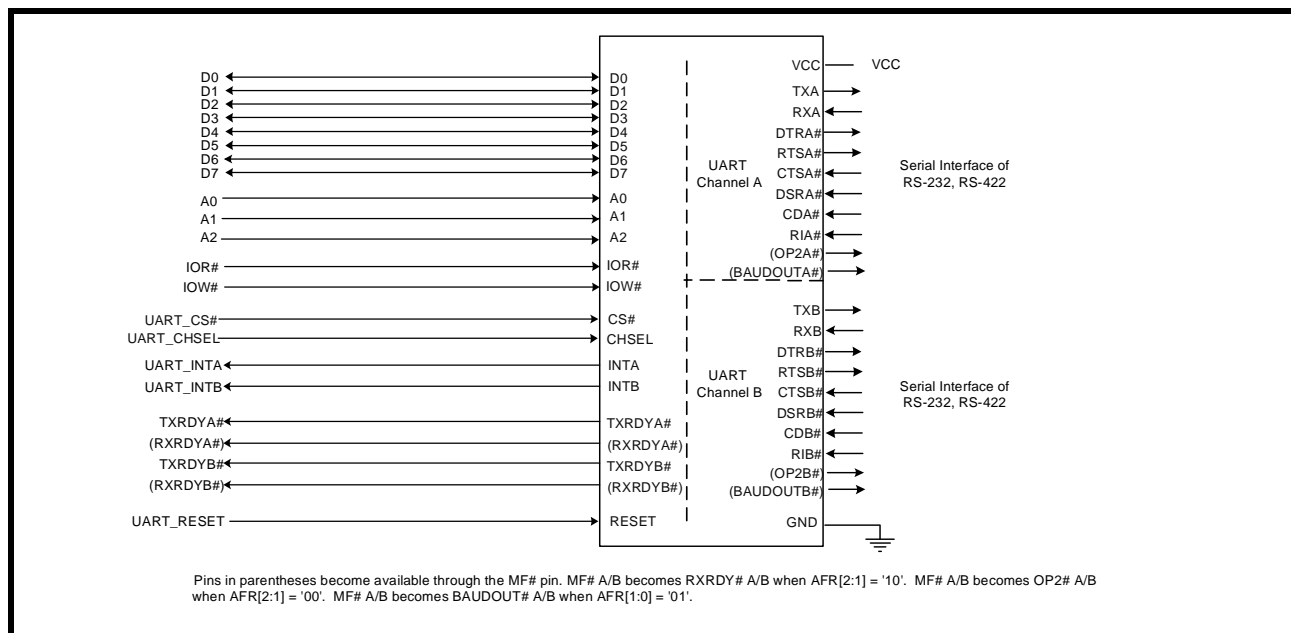 D0
D1
D2
D3
D4
D5
D6
D7
A0
A1
A2
IOR#
IOW#
UART_CS#
UART_CHSEL
UART_INTA
UART_INTB
TXRDYA#
(RXRDYA#)
TXRDYB#
(RXRDYB#)
UART_RESET
D0
D1
D2
D3
D4
D5
D6
D7
A0
A1
A2
IOR#
IOW#
CS#
CHSEL
INTA
INTB
TXRDYA#
(RXRDYA#)
TXRDYB#
(RXRDYB#)
RESET
UART
Channel A
UART
Channel B
VCC
TXA
RXA
DTRA#
RTSA#
CTSA#
DSRA#
CDA#
RIA#
(OP2A#)
(BAUDOUTA#)
TXB
RXB
DTRB#
RTSB#
CTSB#
DSRB#
CDB#
RIB#
(OP2B#)
(BAUDOUTB#)
GND
VCC
Serial Interface of
RS-232, RS-422
Serial Interface of
RS-232, RS-422
Pins in parentheses become available through the MF# pin. MF# A/B becomes RXRDY# A/B when AFR[2:1] = '10'. MF# A/B becomes OP2# A/B
when AFR[2:1] = '00'. MF# A/B becomes BAUDOUT# A/B when AFR[1:0] = '01'.